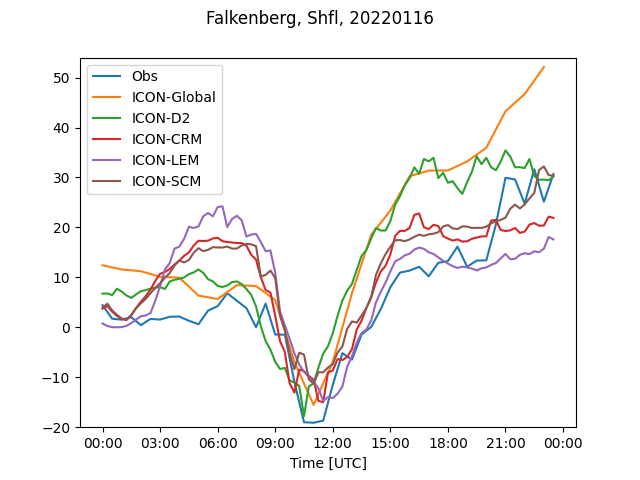 Falkenberg, Shfl, 20220116
Obs
ICON-Global
ICON-D2
ICON-CRM
ICON-LEM
ICON-SCM
50
40
30
20
10
0
−10
−20
00:00 03:00 06:00 09:00 12:00 15:00 18:00 21:00 00:00
Time [UTC]